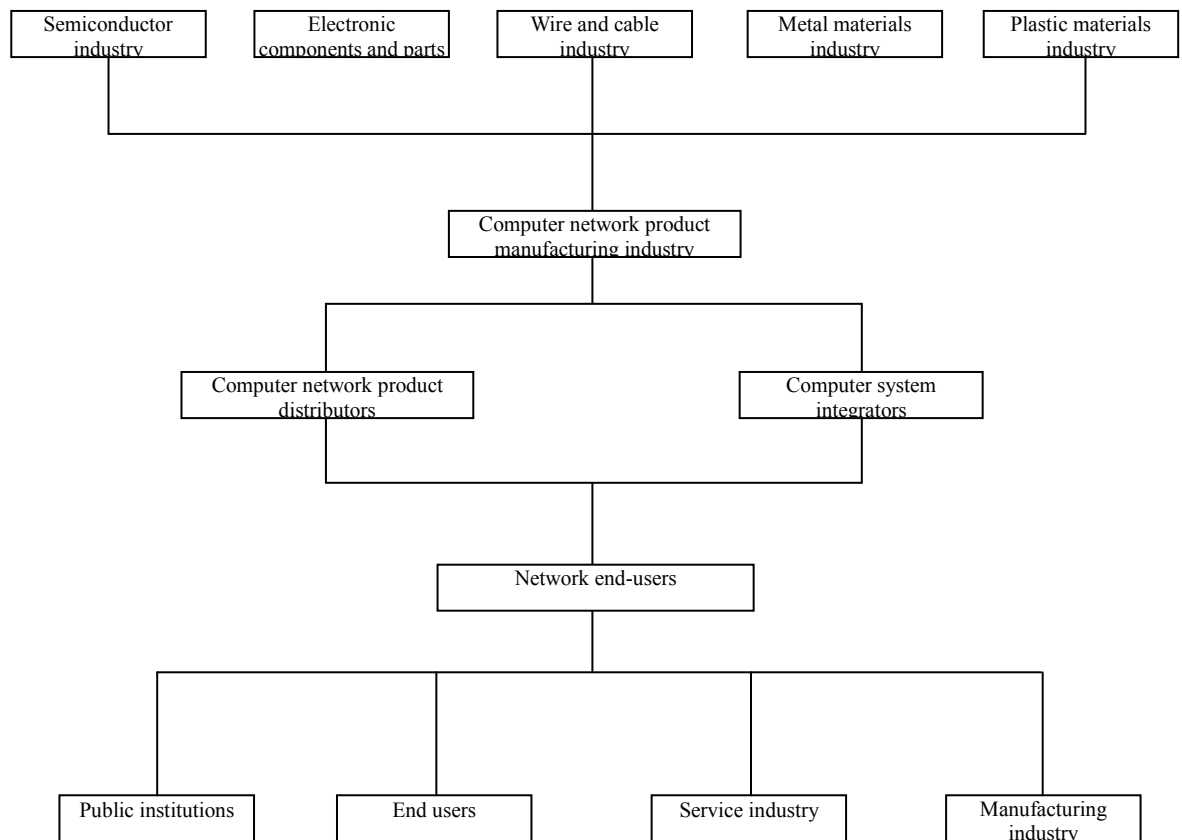 Semiconductor
industry
Electronic
components and parts
Wire and cable
industry
Metal materials
industry
Plastic materials
industry
Computer network product
manufacturing industry
Computer network product
distributors
Computer system
integrators
Network end-users
Public institutions
End users
Service industry
Manufacturing
industry